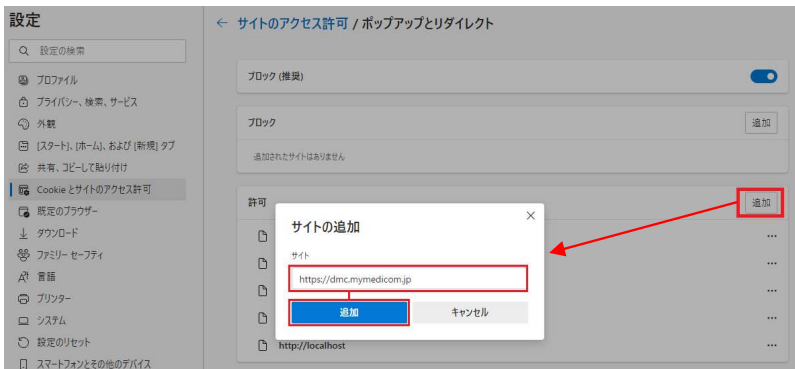 設定
設定の検索
プロファイル
プライバシー、検索、サービス
外観
[スタート]、[ホーム]、および [新規] タブ
共有、コピーして貼り付け
Cookie とサイトのアクセス許可
既定のブラウザー
ダウンロード
ファミリー セーフティ
言語
プリンター
システム
設定のリセット
スマートフォンとその他のデバイス
← サイトのアクセス許可 / ポップアップとリダイレクト
ブロック (推奨)
ブロック
追加
追加されたサイトはありません
許可
追加
サイトの追加
サイト
https://dmc.mymedicom.jp
追加
キャンセル
http://localhost